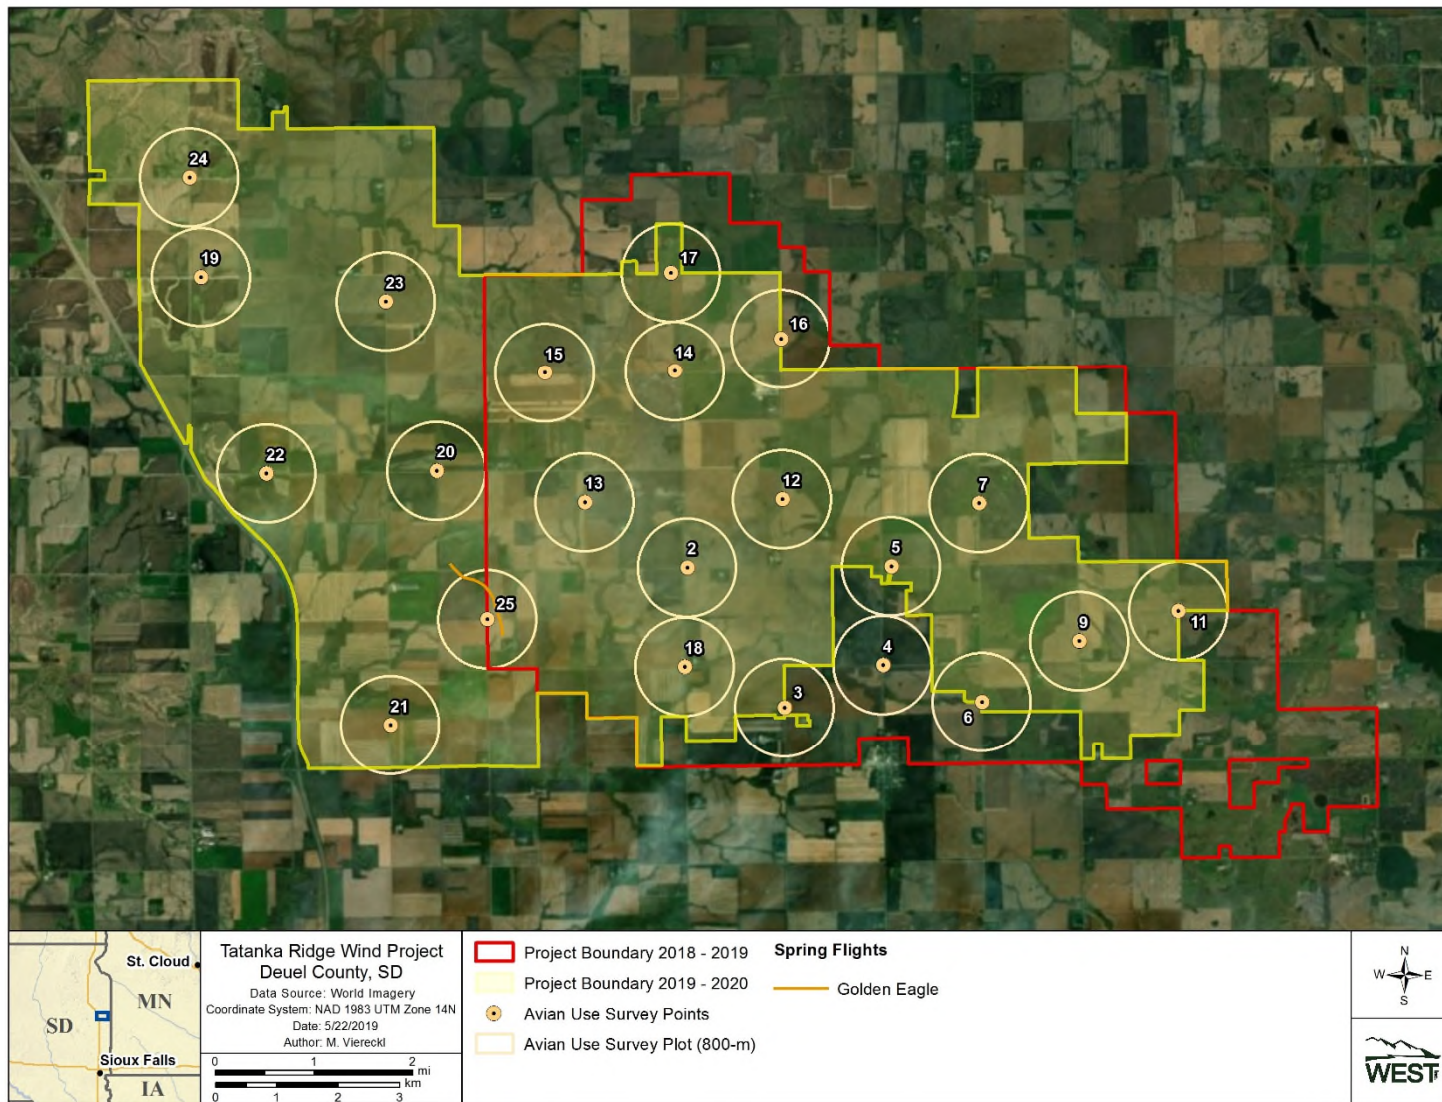 24
19
23
17
16
15
14
22
20
13
12
7
2
5
25
11
9
18
4
3
6
21
St. Cloud
MN
SD
Sioux Falls
IA
Tatanka Ridge Wind Project
Deuel County, SD
Data Source: World Imagery
Coordinate System: NAD 1983 UTM Zone 14N
Date: 5/22/2019
Author: M. Viereckl
0 1 2
mi
km
0 1 2 3
Project Boundary 2018 - 2019
Project Boundary 2019 - 2020
Avian Use Survey Points
Avian Use Survey Plot (800-m)
Spring Flights
Golden Eagle
N
W E
S
WEST